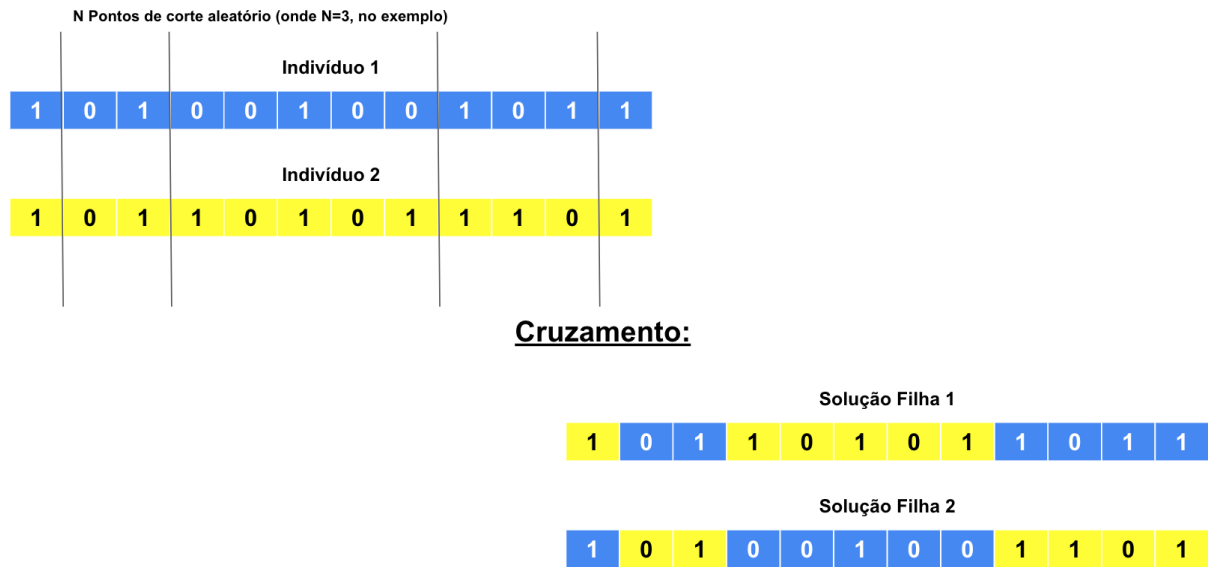 N Pontos de corte aleatório (onde N=3, no exemplo)
Indivíduo 1
1 0 1 0 0 1 0 0 1 0 1 1
Indivíduo 2
1 0 1 1 0 1 0 1 1 1 0 1
Cruzamento:
Solução Filha 1
1 0 1 1 0 1 0 1 1 0 1 1
Solução Filha 2
1 0 1 0 0 1 0 0 1 1 0 1